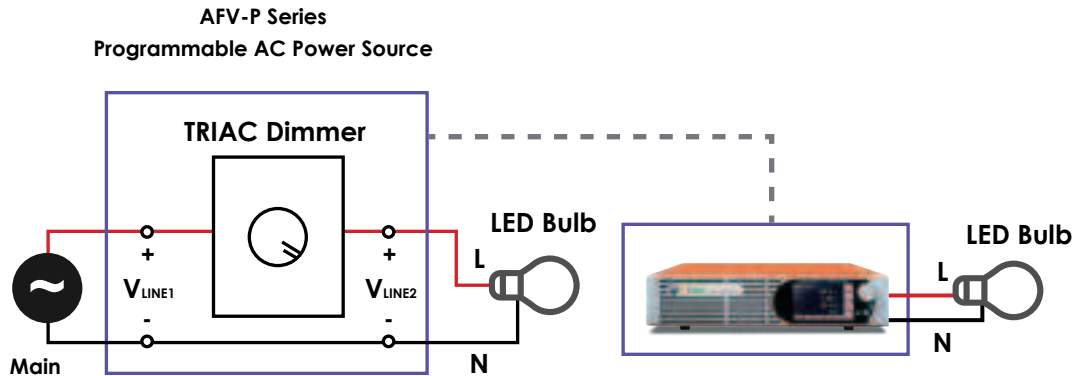 AFV-P Series
Programmable AC Power Source
TRIAC Dimmer
LED Bulb
LED Bulb
+
+
L
L
VLINE1
VLINE2
-
-
N
N
Main